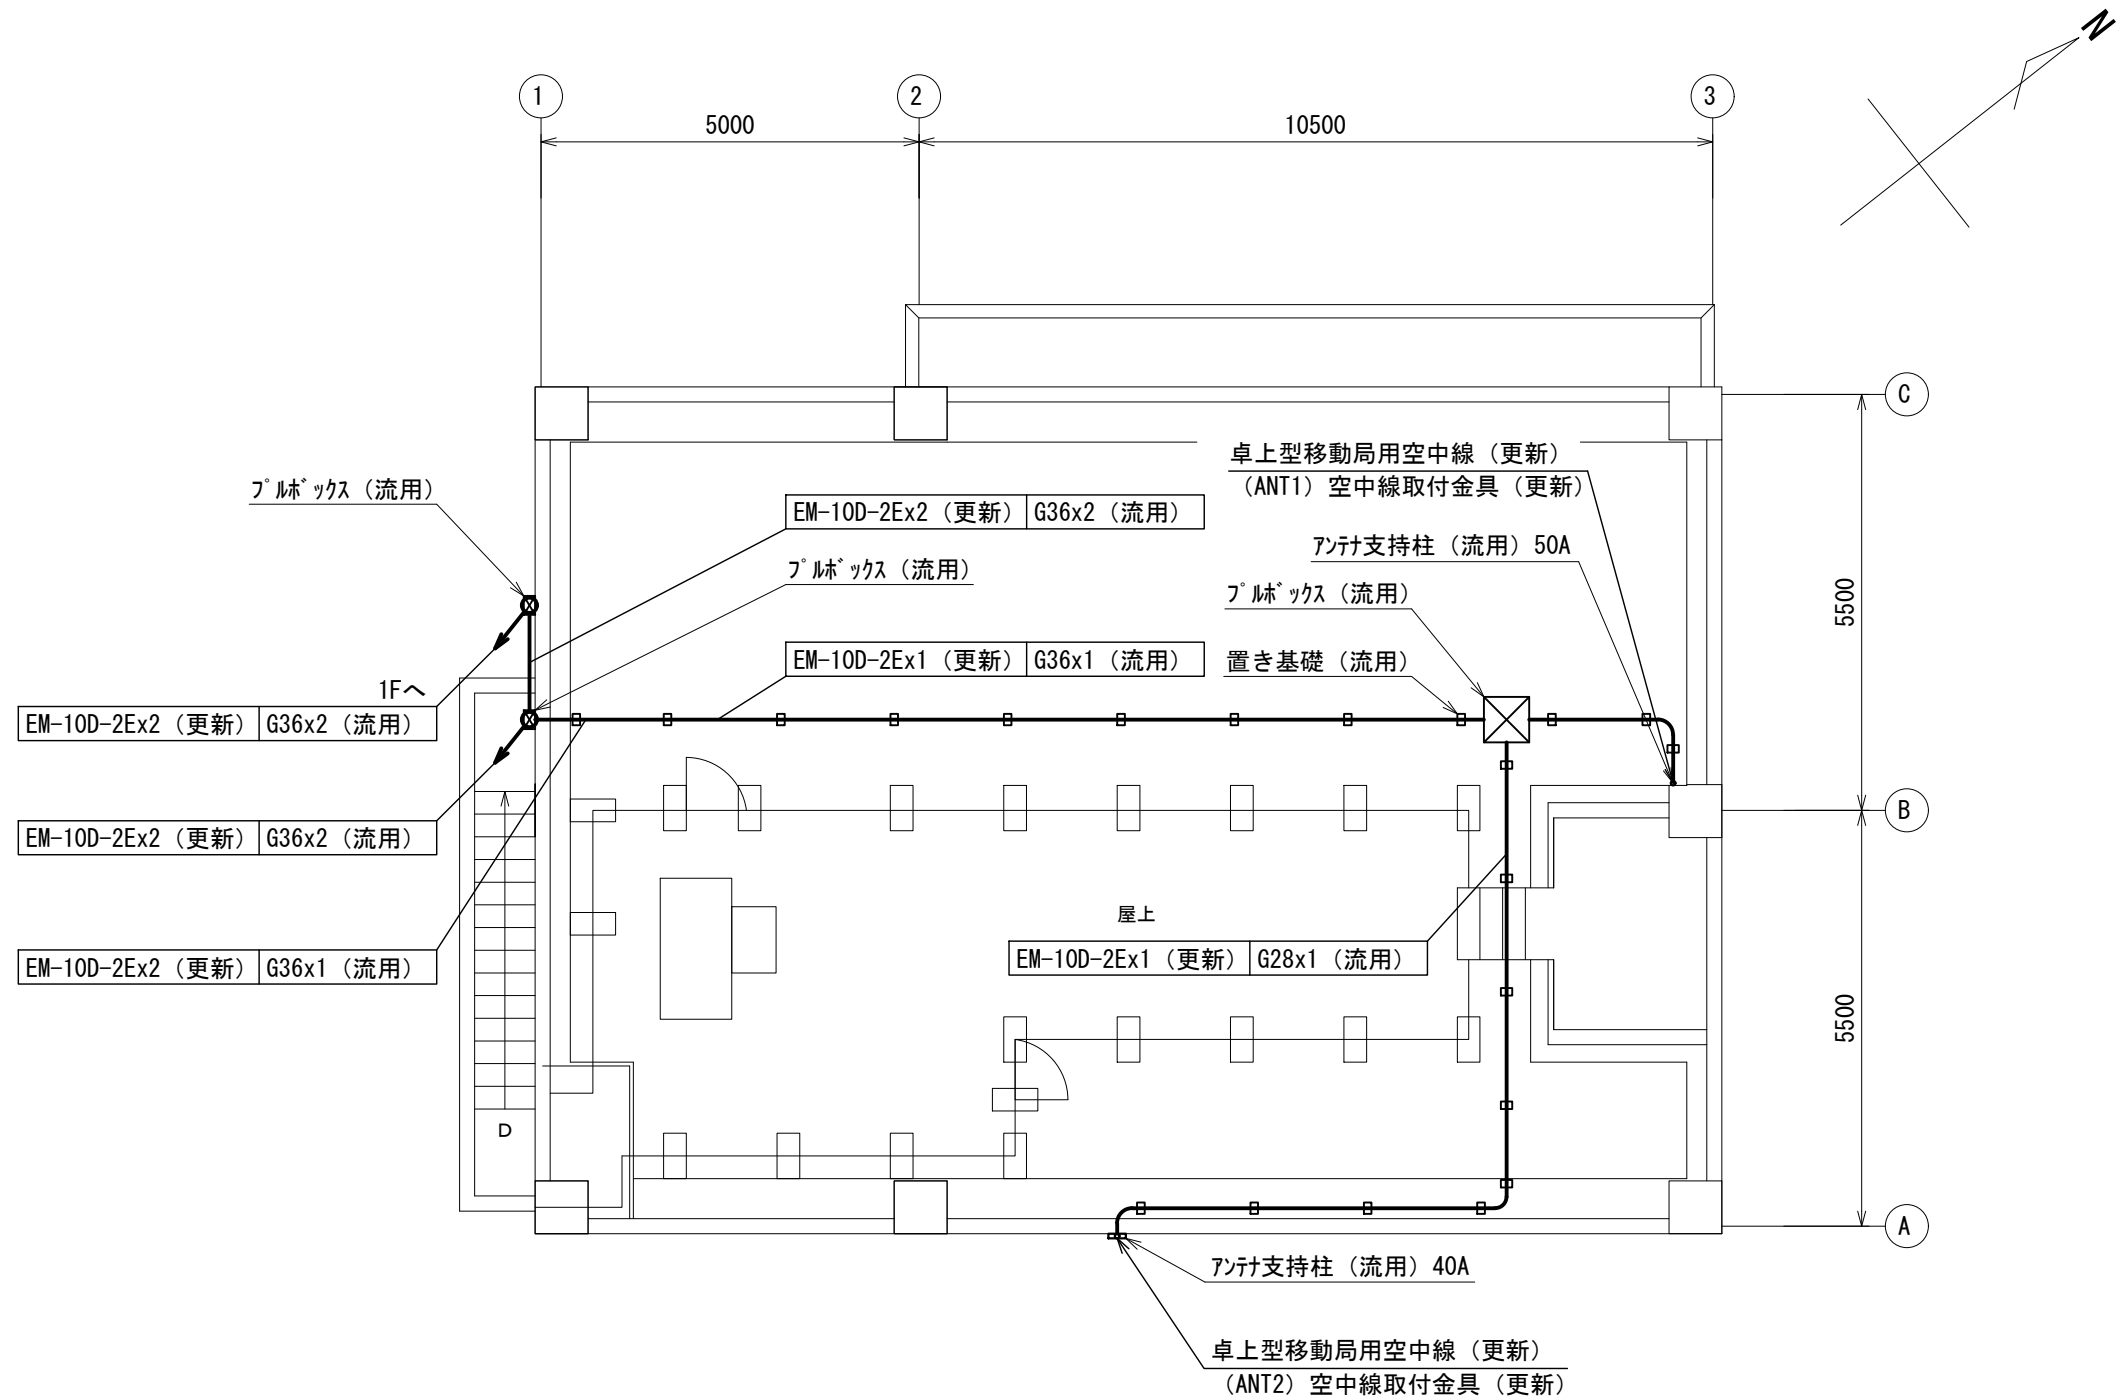 N
1
2
3
5000
10500
C
卓上型移動局用空中線（更新）
（ANT1）空中線取付金具（更新）
プルボックス（流用）
EM-10D-2Ex2（更新） G36x2（流用）
アンテナ支持柱（流用）50A
プルボックス（流用）
プルボックス（流用）
5500
EM-10D-2Ex1（更新） G36x1（流用）
置き基礎（流用）
1Fへ
EM-10D-2Ex2（更新） G36x2（流用）
B
EM-10D-2Ex2（更新） G36x2（流用）
屋上
EM-10D-2Ex1（更新） G28x1（流用）
EM-10D-2Ex2（更新） G36x1（流用）
5500
D
A
アンテナ支持柱（流用）40A
卓上型移動局用空中線（更新）
（ANT2）空中線取付金具（更新）